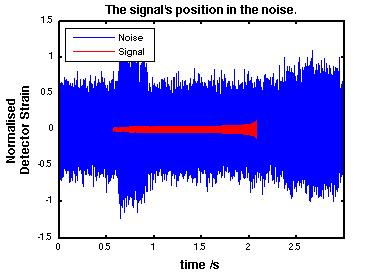 The signal's position in the noise.
Noise
Signal
Normalised
Detector Strain
1.5
1
0.5
0
-0.5
-1
-1.5
0
0.5
1
1.5
2
2.5
time /s